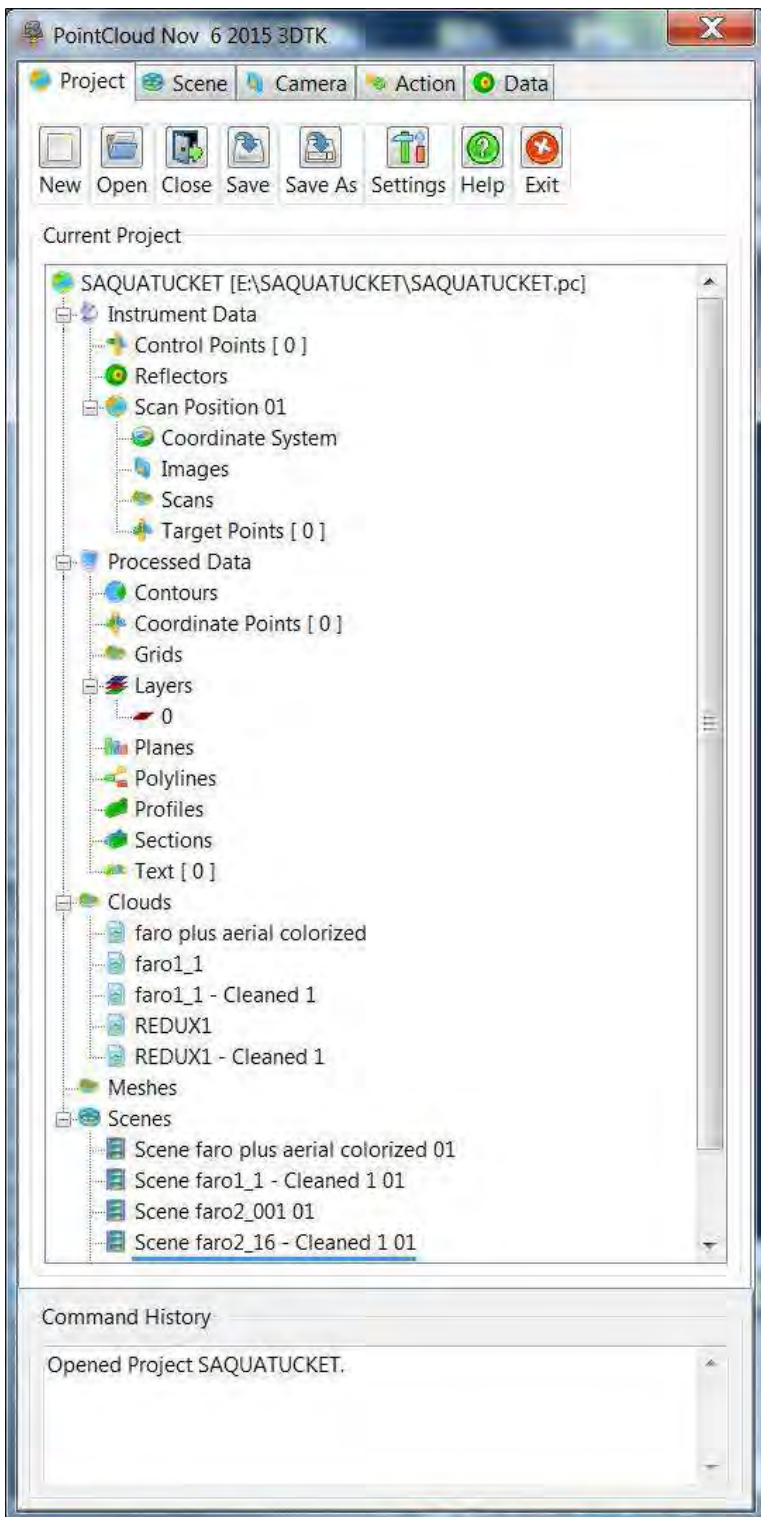 PointCloud Nov 6 2015 3DTK
Project Scene Camera Action Data
New Open Close Save Save As Settings Help Exit
Current Project
SAQUATUCKET [E:\SAQUATUCKET\SAQUATUCKET.pc]
Instrument Data
Control Points [ 0 ]
Reflectors
Scan Position 01
Coordinate System
Images
Scans
Target Points [ 0 ]
Processed Data
Contours
Coordinate Points [ 0 ]
Grids
Layers
0
Planes
Polylines
Profiles
Sections
Text [ 0 ]
Clouds
faro plus aerial colorized
faro1_1
faro1_1 - Cleaned 1
REDUX1
REDUX1 - Cleaned 1
Meshes
Scenes
Scene faro plus aerial colorized 01
Scene faro1_1 - Cleaned 1 01
Scene faro2_001 01
Scene faro2_16 - Cleaned 1 01
Command History
Opened Project SAQUATUCKET.